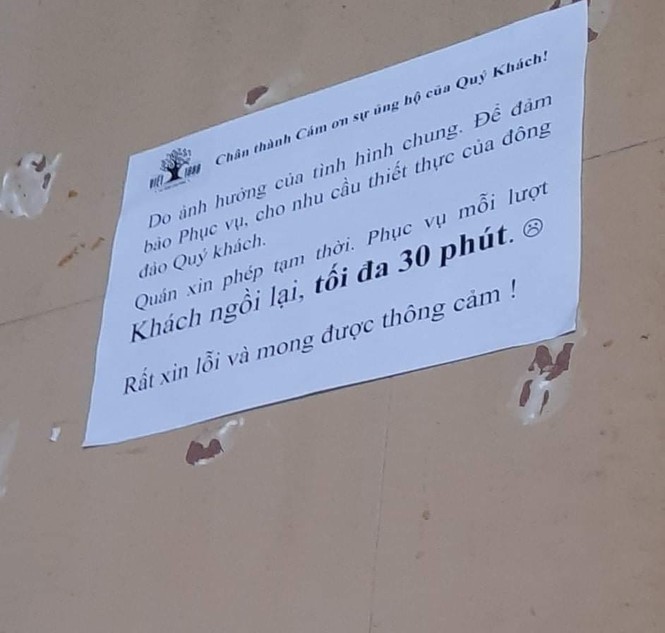 Chân thành Cám ơn sự ủng hộ của Quý Khách!
VIỆT
Do ảnh hưởng của tình hình chung. Để đảm
bảo Phục vụ, cho nhu cầu thiết thực của đông
đảo Quý khách.
Quán xin phép tạm thời. Phục vụ mỗi lượt
Khách ngồi lại, tối đa 30 phút. ☹
Rất xin lỗi và mong được thông cảm !